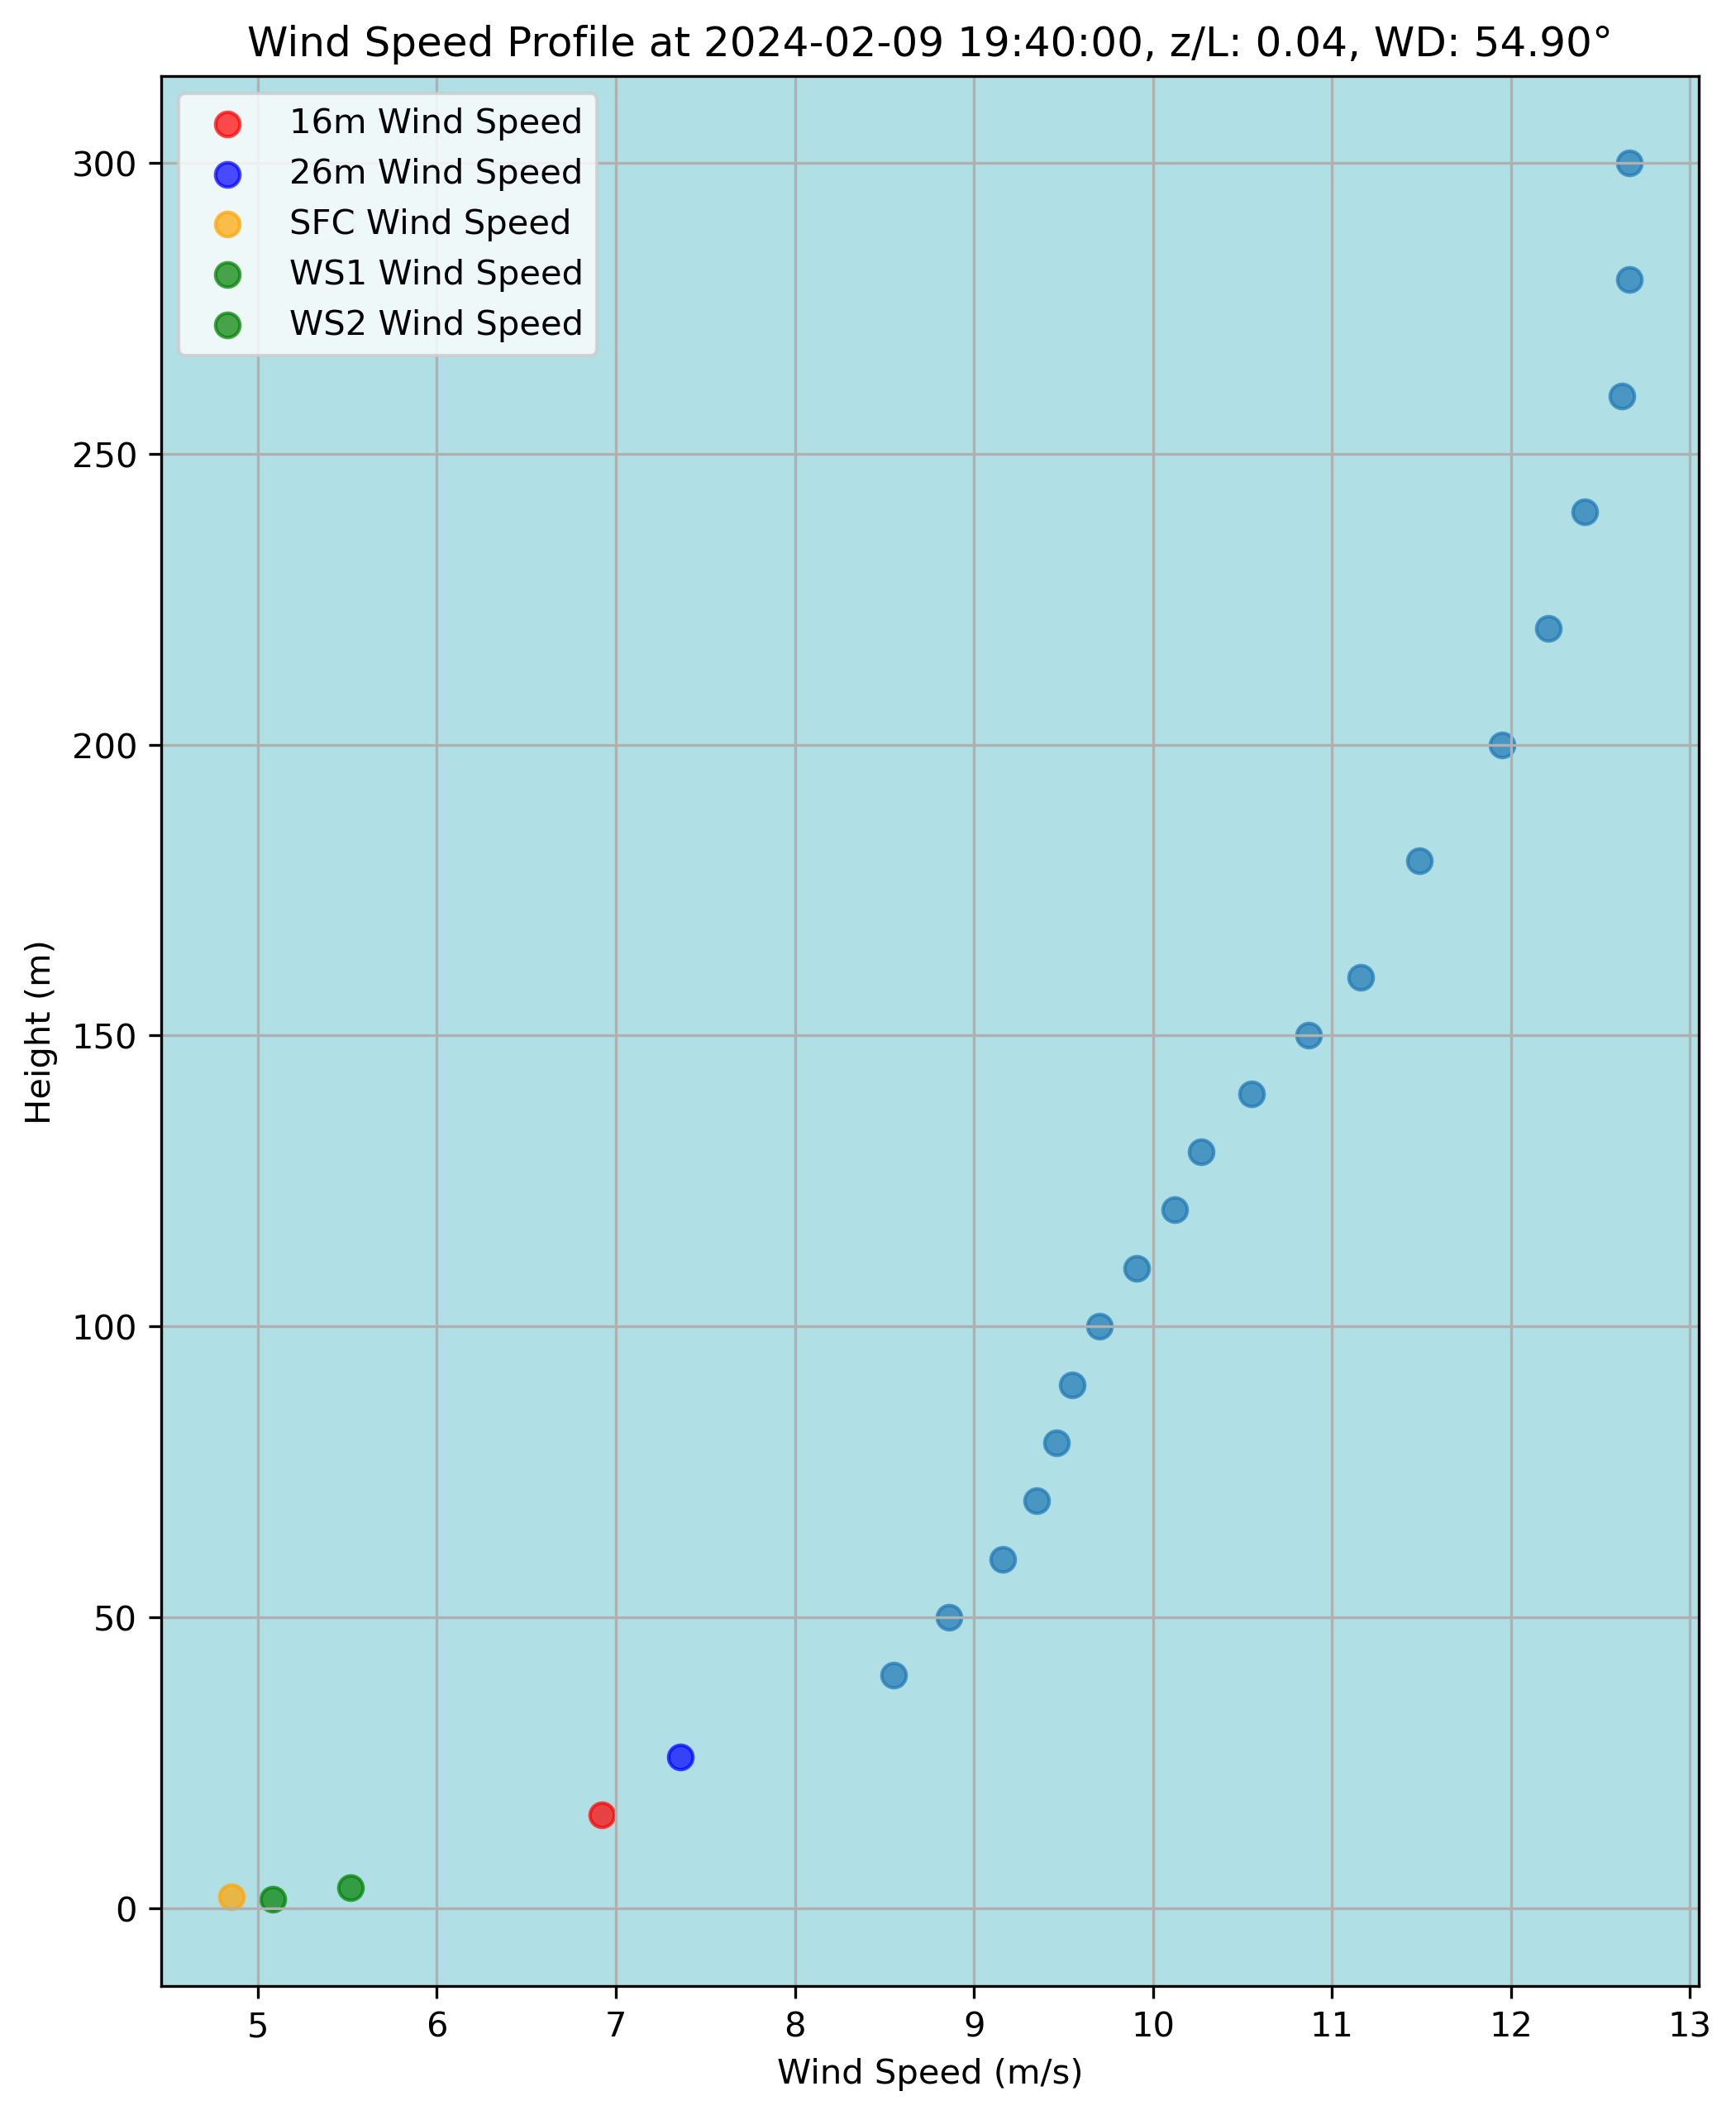 Wind Speed Profile at 2024-02-09 19:40:00, z/L: 0.04, WD: 54.90°
16m Wind Speed
26m Wind Speed
SFC Wind Speed
WS1 Wind Speed
WS2 Wind Speed
300
250
200
150
100
50
0
Height (m)
5 6 7 8 9 10 11 12 13
Wind Speed (m/s)